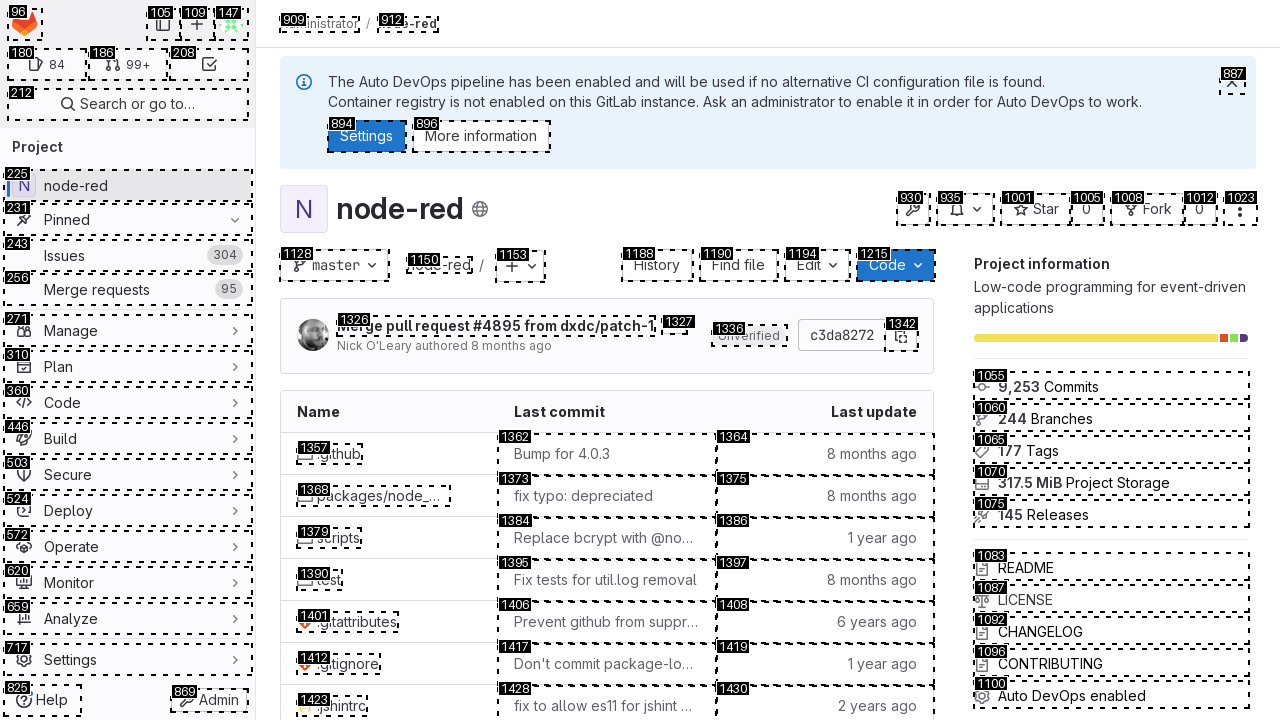 96
105
109
147
180
84
186
99+
208
212
Search or go to…
Project
225
N
node-red
231
Pinned
243
Issues
304
256
Merge requests
95
271
Manage
310
Plan
360
Code
446
Build
503
Secure
524
Deploy
572
Operate
620
Monitor
659
Analyze
717
Settings
825
Help
869
Admin
909
/
912
node-red
887
The Auto DevOps pipeline has been enabled and will be used if no alternative CI configuration file is found.
Container registry is not enabled on this GitLab instance. Ask an administrator to enable it in order for Auto DevOps to work.
894
Settings
896
More information
N
node-red
930
935
1001
Star
1005
0
1008
Fork
1012
0
1023
1128
master
1150
node-red
/
1153
1188
History
1190
Find file
1194
Edit
1215
Code
1326
Merge pull request #4895 from dxdc/patch-1
1327
Nick O'Leary authored 8 months ago
1336
Unverified
c3da8272
1342
Name
Last commit
Last update
1357
.github
1362
Bump for 4.0.3
1364
8 months ago
1368
packages/node_…
1373
fix typo: depreciated
1375
8 months ago
1379
scripts
1384
Replace bcrypt with @no…
1386
1 year ago
1390
test
1395
Fix tests for util.log removal
1397
8 months ago
1401
.gitattributes
1406
Prevent github from suppr…
1408
6 years ago
1412
.gitignore
1417
Don't commit package-lo…
1419
1 year ago
1423
.jshintrc
1428
fix to allow es11 for jshint …
1430
2 years ago
Project information
Low-code programming for event-driven
applications
1055
9,253 Commits
1060
244 Branches
1065
177 Tags
1070
317.5 MiB Project Storage
1075
145 Releases
1083
README
1087
LICENSE
1092
CHANGELOG
1096
CONTRIBUTING
1100
Auto DevOps enabled